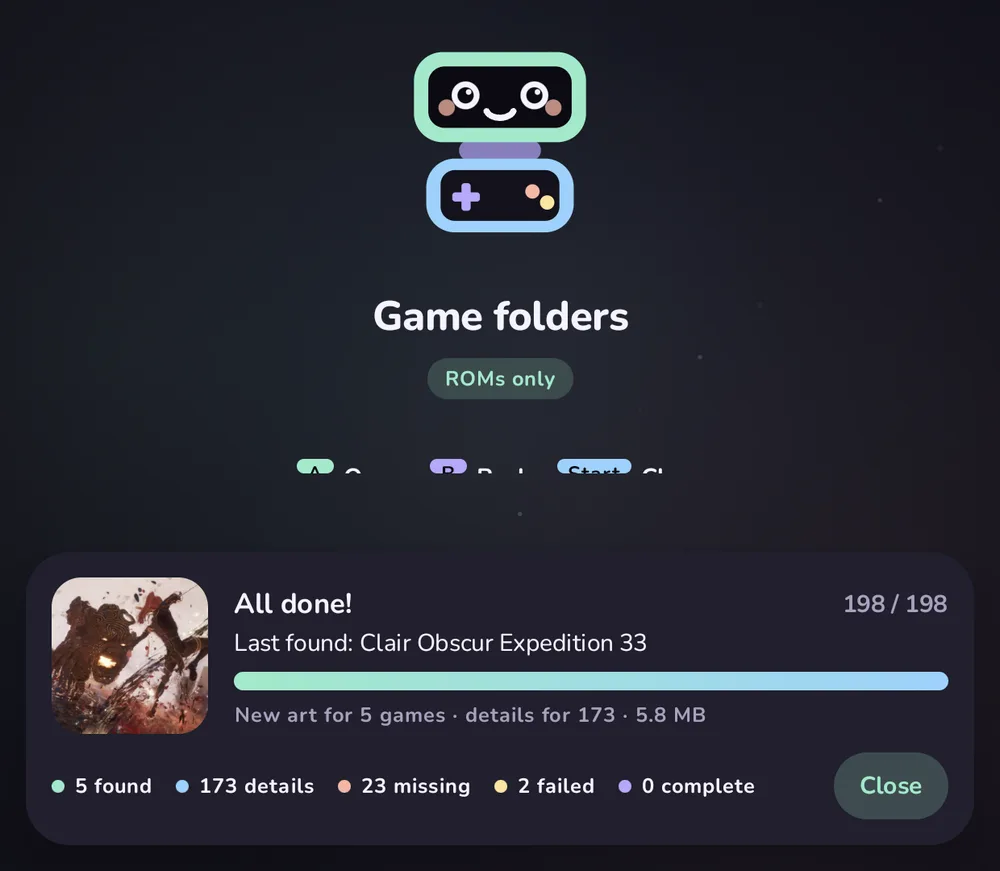 Game folders
ROMs only
A B Start
All done!
198 / 198
Last found: Clair Obscur Expedition 33
New art for 5 games · details for 173 · 5.8 MB
5 found 173 details 23 missing 2 failed 0 complete
Close